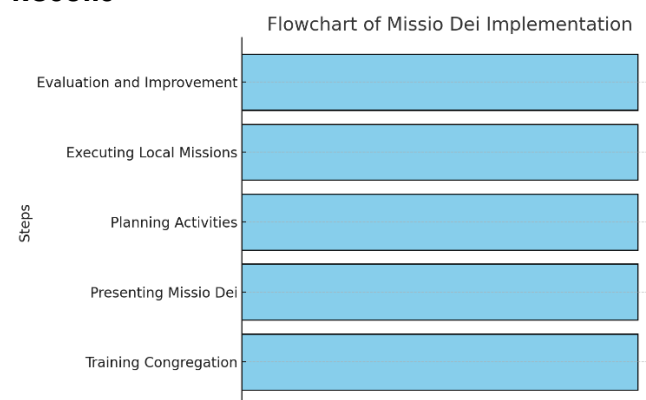 Flowchart of Missio Dei Implementation
Evaluation and Improvement
Executing Local Missions
Planning Activities
Presenting Missio Dei
Training Congregation
Steps